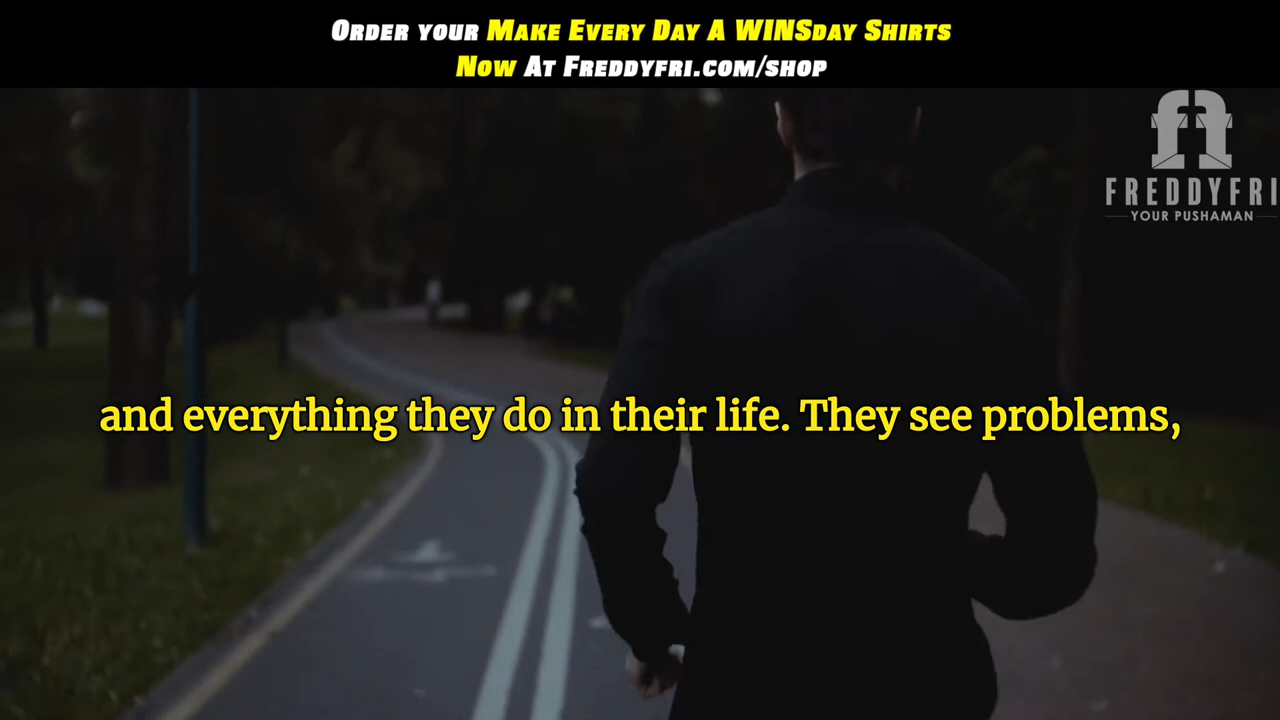 Order your Make Every Day A WINSday Shirts
Now At Freddyfri.com/shop
FREDDYFRI
YOUR PUSHAMAN
and everything they do in their life. They see problems,